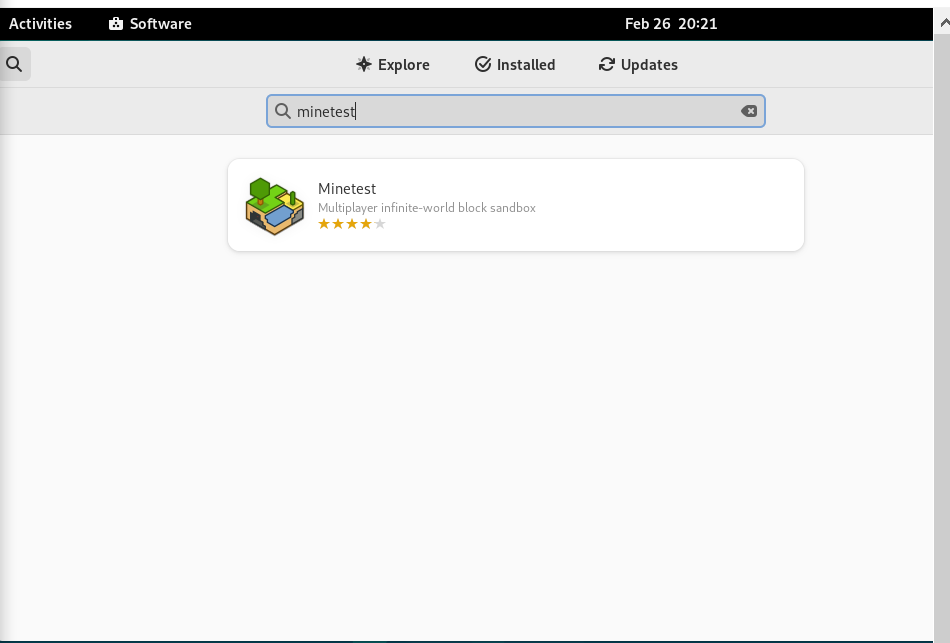 Activities Software Feb 26 20:21
Explore Installed Updates
minetest
Minetest
Multiplayer infinite-world block sandbox